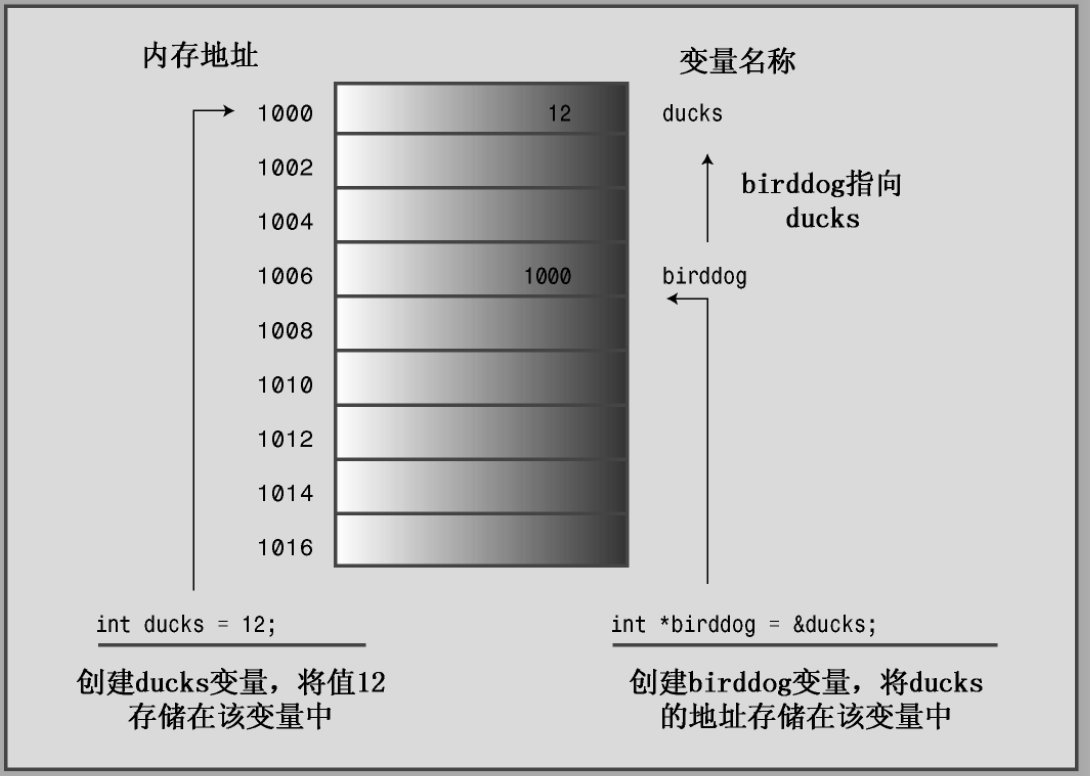 内存地址
变量名称
1000
12
ducks
1002
birddog指向
ducks
1004
1006
1000
birddog
1008
1010
1012
1014
1016
int ducks = 12;
int *birddog = &ducks;
创建ducks变量，将值12
存储在该变量中
创建birddog变量，将ducks
的地址存储在该变量中